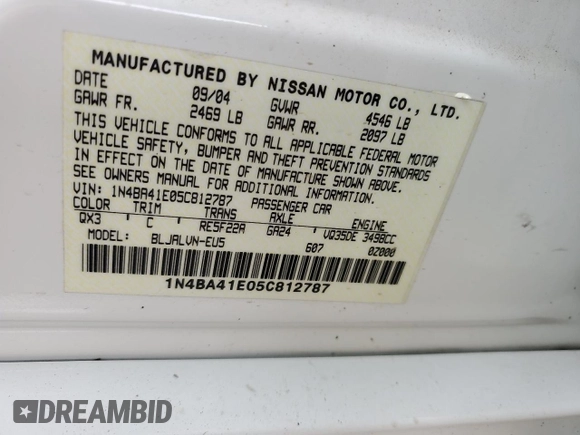 MANUFACTURED BY NISSAN MOTOR CO., LTD.
DATE 09/04 GVWR 4546 LB
GAWR FR. 2469 LB GAWR RR. 2097 LB
THIS VEHICLE CONFORMS TO ALL APPLICABLE FEDERAL MOTOR
VEHICLE SAFETY, BUMPER AND THEFT PREVENTION STANDARDS
IN EFFECT ON THE DATE OF MANUFACTURE SHOWN ABOVE.
SEE OWNERS MANUAL FOR ADDITIONAL INFORMATION.
VIN: 1N4BA41E05C812787 PASSENGER CAR
COLOR TRIM TRANS AXLE ENGINE
QX3 C RE5F22A GA24 VQ35DE 3498CC
MODEL: BLJALVN-EU5 607 0Z000
1N4BA41E05C812787
DREAMBID